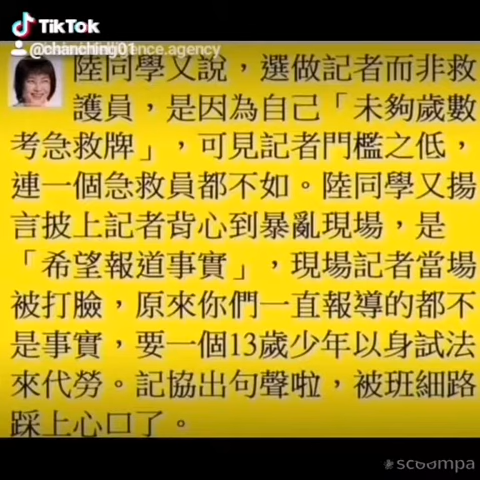 TikTok
@chanching01
陸同學又說，選做記者而非救
護員，是因為自己「未夠歲數
考急救牌」，可見記者門檻之低，
連一個急救員都不如。陸同學又揚
言披上記者背心到暴亂現場，是
「希望報道事實」，現場記者當場
被打臉，原來你們一直報導的都不
是事實，要一個13歲少年以身試法
來代勞。記協出句聲啦，被班細路
踩上心口了。